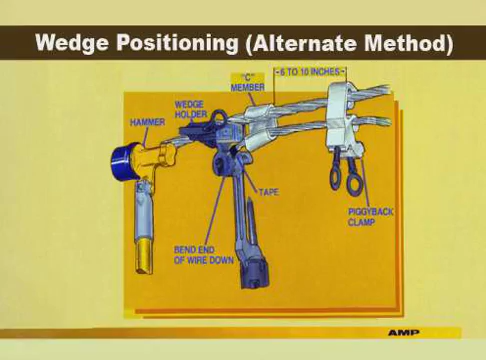 Wedge Positioning (Alternate Method)
"C"
MEMBER
6 TO 10 INCHES
WEDGE
HOLDER
HAMMER
TAPE
PIGGYBACK
CLAMP
BEND END
OF WIRE DOWN
AMP